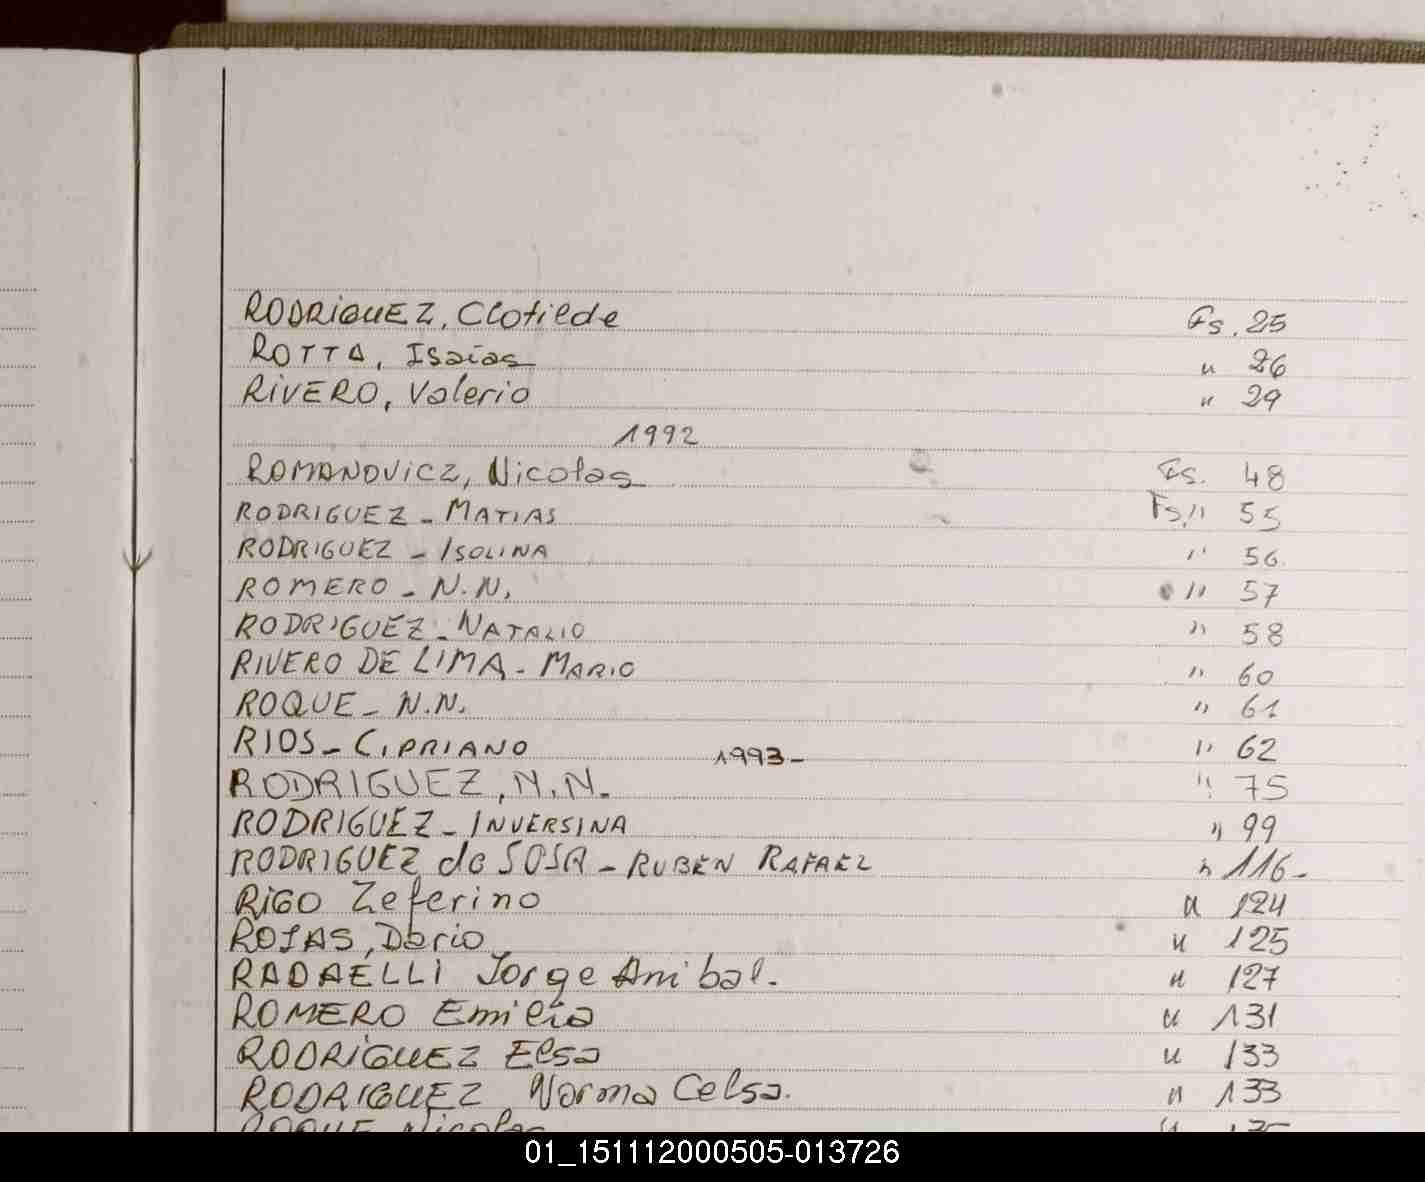 RODRIGUEZ, Clotilde Fs. 25
ROTTA, Isaías " 26
RIVERO, Valerio " 29
1992
ROMANOVICZ, Nicolas Fs. 48
RODRIGUEZ - MATIAS Fs. " 55
RODRIGUEZ - ISOLINA " 56
ROMERO - N.N. " 57
RODRIGUEZ - NATALIO " 58
RIVERO DE LIMA - MARIO " 60
ROQUE - N.N. " 61
RIOS - CIPRIANO " 62
1993-
RODRIGUEZ, N.N. " 75
RODRIGUEZ - INVERSINA " 99
RODRIGUEZ de SOSA - RUBEN RAFAEL " 116-
RIGO Zeferino " 124
ROJAS, Dario " 125
RADAELLI Jorge Anibal. " 127
ROMERO Emilia " 131
RODRIGUEZ Elsa " 133
RODRIGUEZ Norma Celsa. " 133
ROQUE Nicolas
01_151112000505-013726